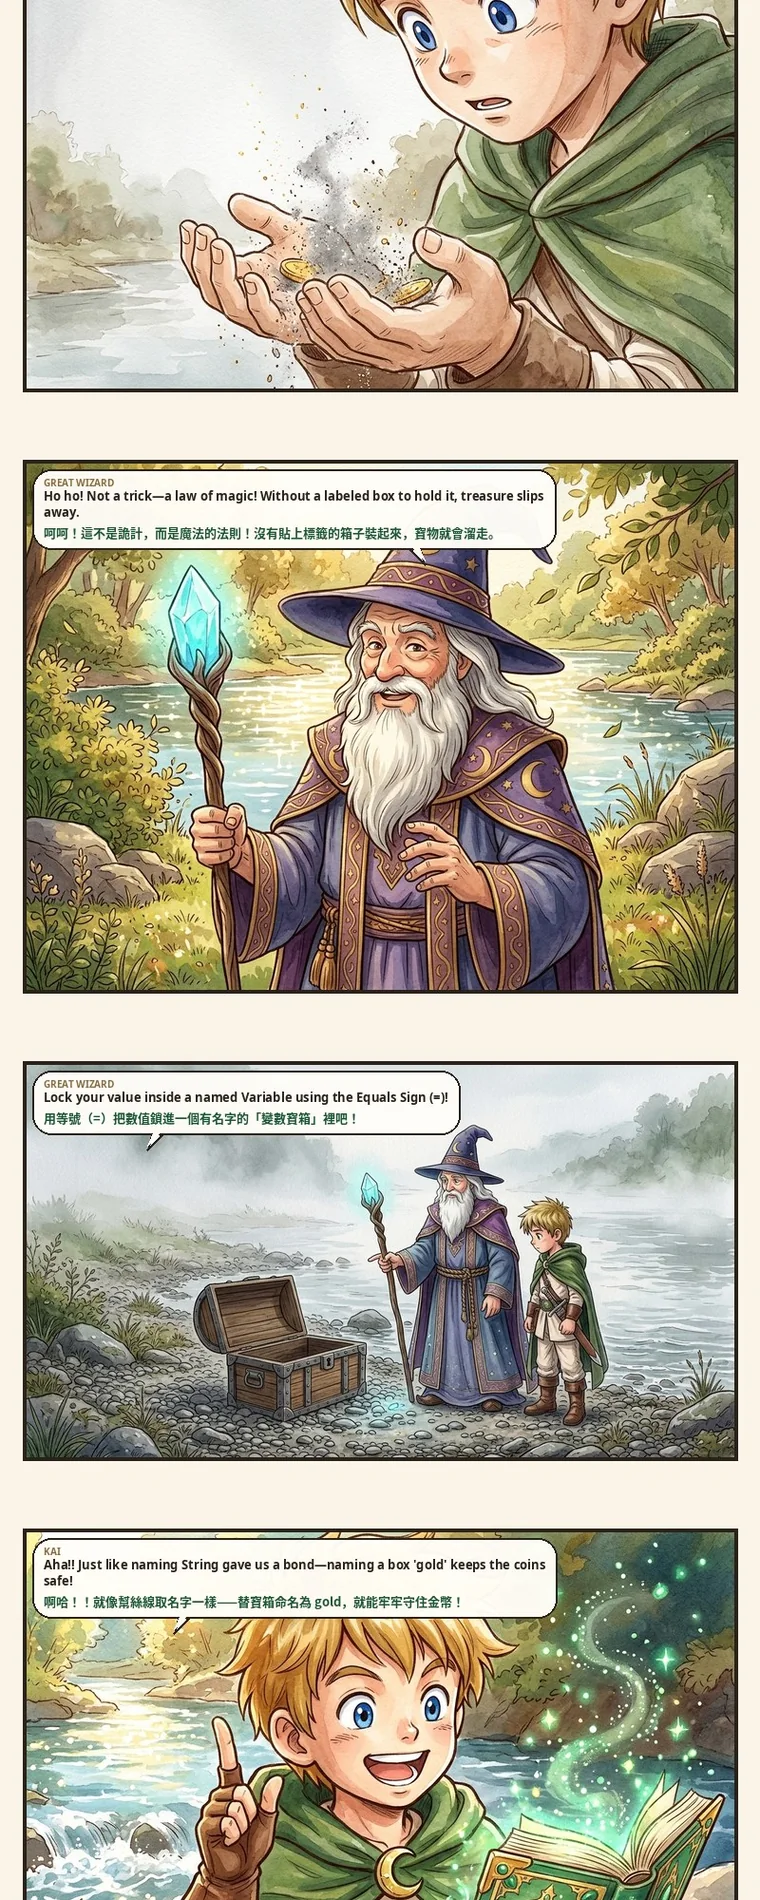 GREAT WIZARD
Ho ho! Not a trick—a law of magic! Without a labeled box to hold it, treasure slips
away.
呵呵！這不是詭計，而是魔法的法則！沒有貼上標籤的箱子裝起來，寶物就會溜走。
GREAT WIZARD
Lock your value inside a named Variable using the Equals Sign (=)!
用等號（=）把數值鎖進一個有名字的「變數寶箱」裡吧！
KAI
Aha!! Just like naming String gave us a bond—naming a box 'gold' keeps the coins
safe!
啊哈！！就像幫絲線取名字一樣——替寶箱命名為 gold，就能牢牢守住金幣！